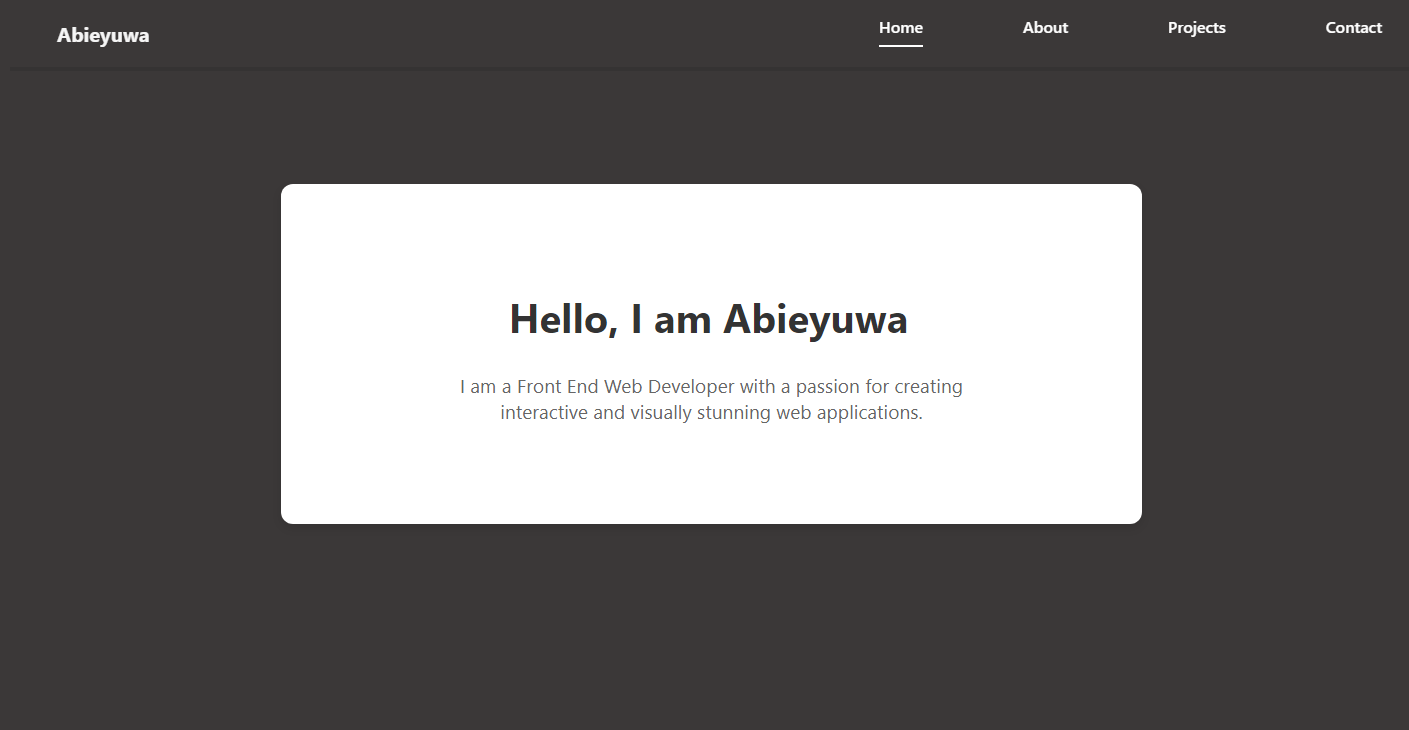 Abieyuwa
Home
About
Projects
Contact
Hello, I am Abieyuwa
I am a Front End Web Developer with a passion for creating
interactive and visually stunning web applications.